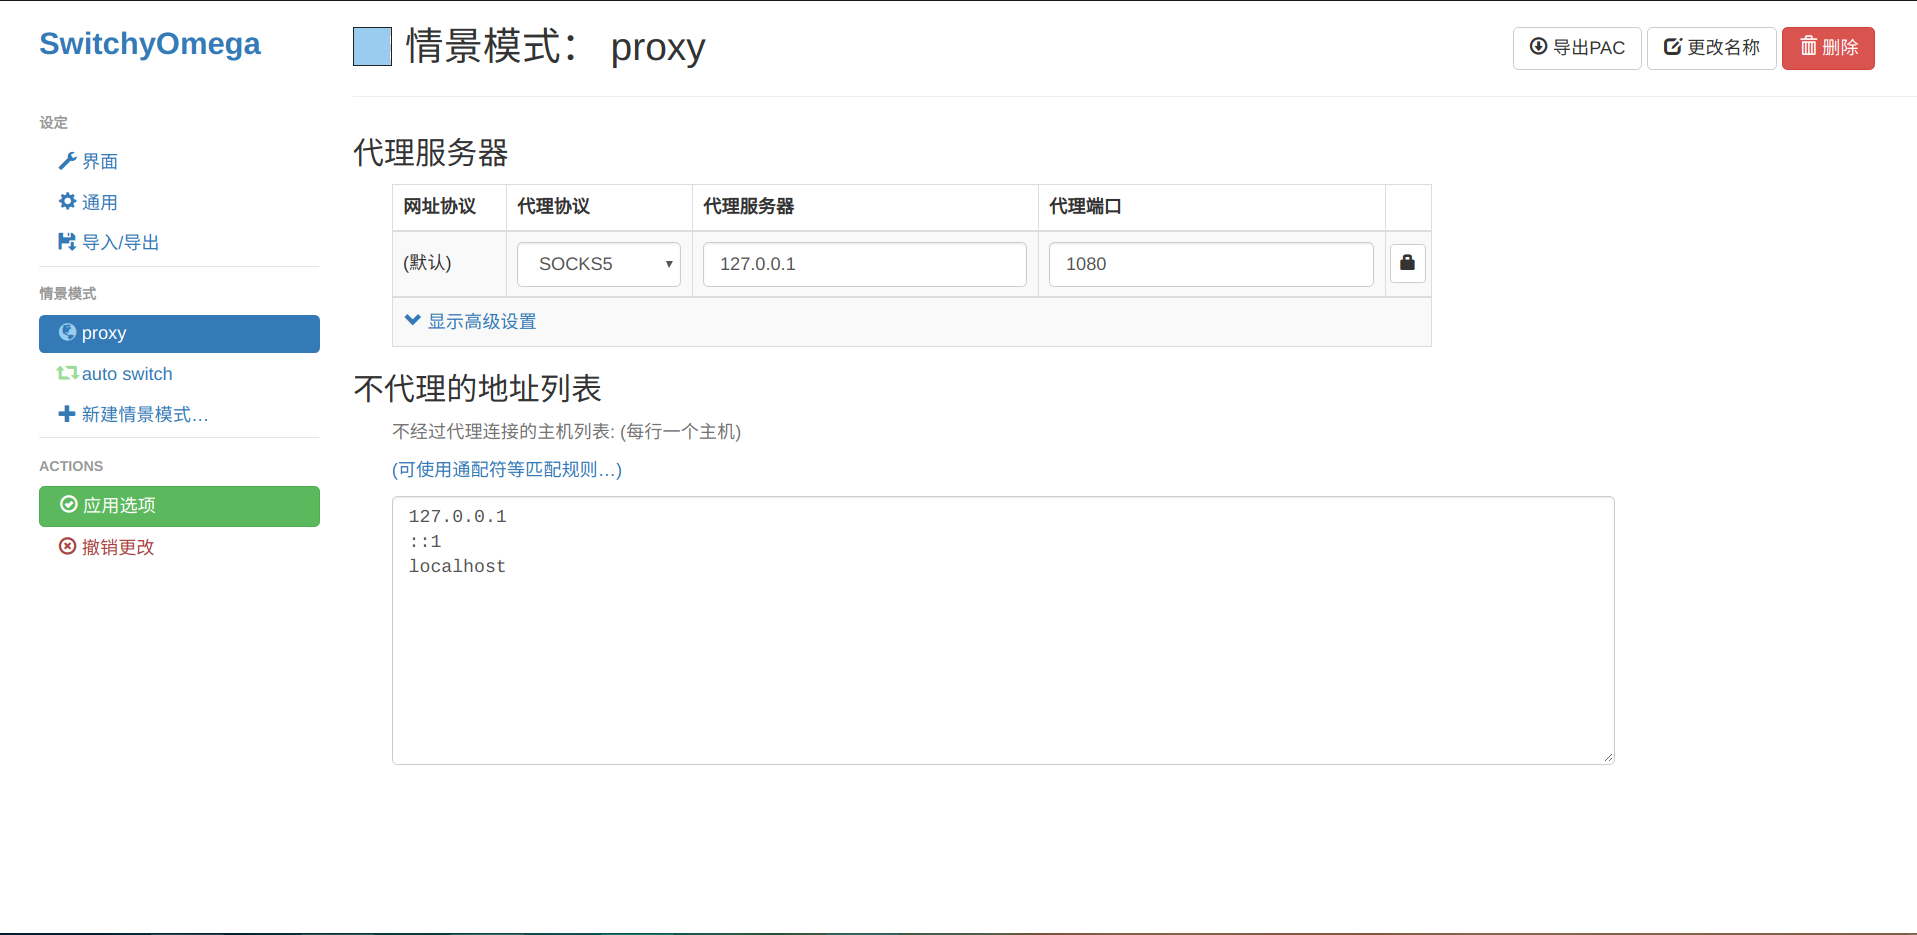 SwitchyOmega
设定
界面
通用
导入/导出
情景模式
proxy
auto switch
新建情景模式…
ACTIONS
应用选项
撤销更改
情景模式： proxy
导出PAC
更改名称
删除
代理服务器
网址协议 代理协议 代理服务器 代理端口
(默认) SOCKS5 127.0.0.1 1080
显示高级设置
不代理的地址列表
不经过代理连接的主机列表: (每行一个主机)
(可使用通配符等匹配规则…)
127.0.0.1
::1
localhost